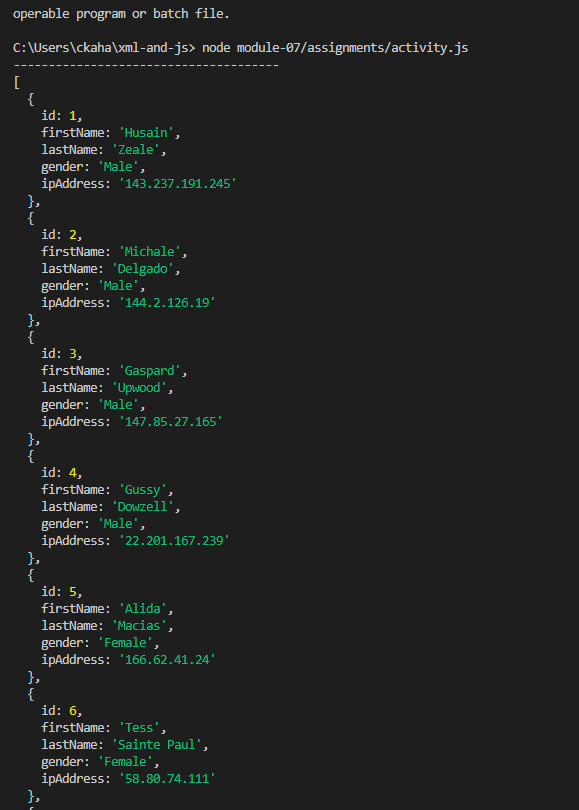 operable program or batch file.
C:\Users\ckaha\xml-and-js> node module-07/assignments/activity.js
--------------------------------------
[
  {
    id: 1,
    firstName: 'Husain',
    lastName: 'Zeale',
    gender: 'Male',
    ipAddress: '143.237.191.245'
  },
  {
    id: 2,
    firstName: 'Michale',
    lastName: 'Delgado',
    gender: 'Male',
    ipAddress: '144.2.126.19'
  },
  {
    id: 3,
    firstName: 'Gaspard',
    lastName: 'Upwood',
    gender: 'Male',
    ipAddress: '147.85.27.165'
  },
  {
    id: 4,
    firstName: 'Gussy',
    lastName: 'Dowzell',
    gender: 'Male',
    ipAddress: '22.201.167.239'
  },
  {
    id: 5,
    firstName: 'Alida',
    lastName: 'Macias',
    gender: 'Female',
    ipAddress: '166.62.41.24'
  },
  {
    id: 6,
    firstName: 'Tess',
    lastName: 'Sainte Paul',
    gender: 'Female',
    ipAddress: '58.80.74.111'
  },